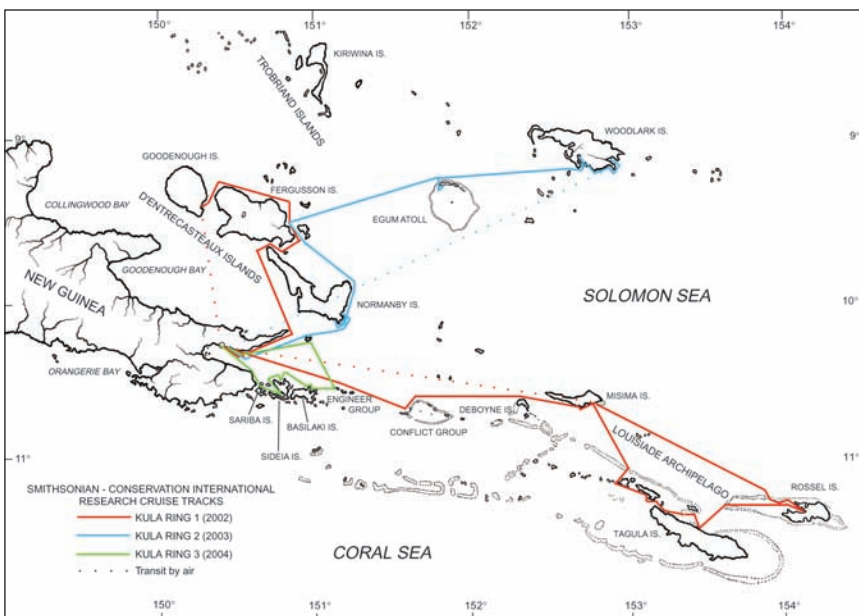 150°
151°
152°
153°
154°
KIRIWINA IS.
TROBRIAND ISLANDS
WOODLARK IS.
9°
9°
GOODENOUGH IS.
FERGUSSON IS.
COLLINGWOOD BAY
D'ENTRECASTEAUX ISLANDS
EGUM ATOLL
GOODENOUGH BAY
NEW GUINEA
NORMANBY IS.
SOLOMON SEA
10°
10°
ORANGERIE BAY
SARIBA IS.
SIDEIA IS.
BASILAKI IS.
ENGINEER
GROUP
CONFLICT GROUP
DEBOYNE IS.
MISIMA IS.
LOUISIADE ARCHIPELAGO
ROSSEL IS.
TAGULA IS.
11°
11°
CORAL SEA
SMITHSONIAN - CONSERVATION INTERNATIONAL
RESEARCH CRUISE TRACKS
KULA RING 1 (2002)
KULA RING 2 (2003)
KULA RING 3 (2004)
Transit by air
150°
151°
152°
153°
154°